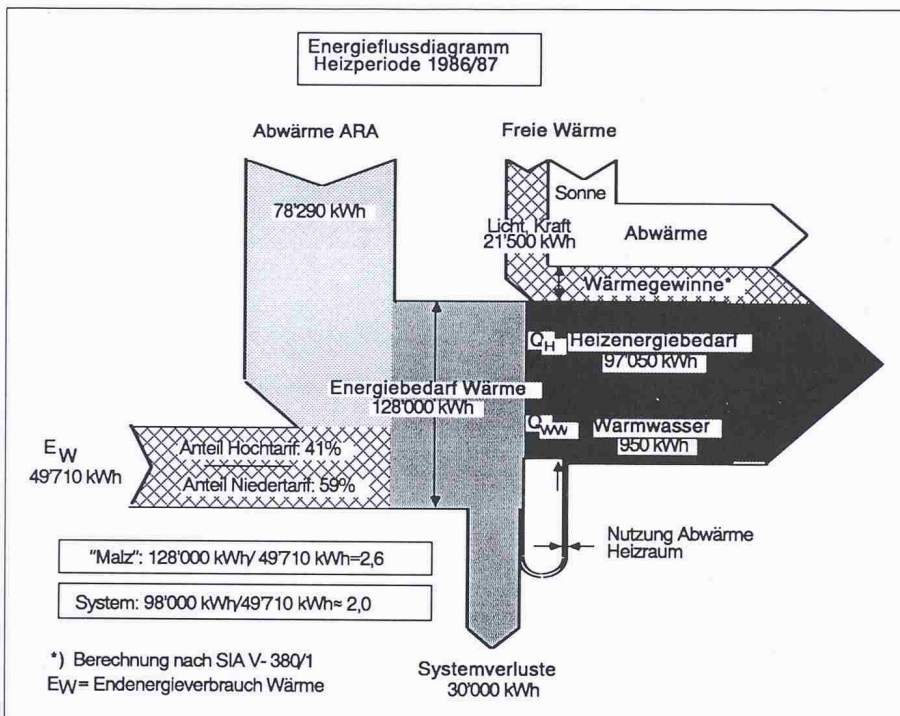 Energieflussdiagramm
Heizperiode 1986/87
Abwärme ARA
Freie Wärme
78'290 kWh
Sonne
Licht, Kraft
21'500 kWh
Abwärme
Wärmegewinne*
QH Heizenergiebedarf
97'050 kWh
Energiebedarf Wärme
128'000 kWh
QWW Warmwasser
950 kWh
EW
49'710 kWh
Anteil Hochtarif: 41%
Anteil Niedertarif: 59%
Nutzung Abwärme
Heizraum
"Malz": 128'000 kWh/ 49'710 kWh=2,6
System: 98'000 kWh/49'710 kWh≈ 2,0
*) Berechnung nach SIA V- 380/1
EW= Endenergieverbrauch Wärme
Systemverluste
30'000 kWh